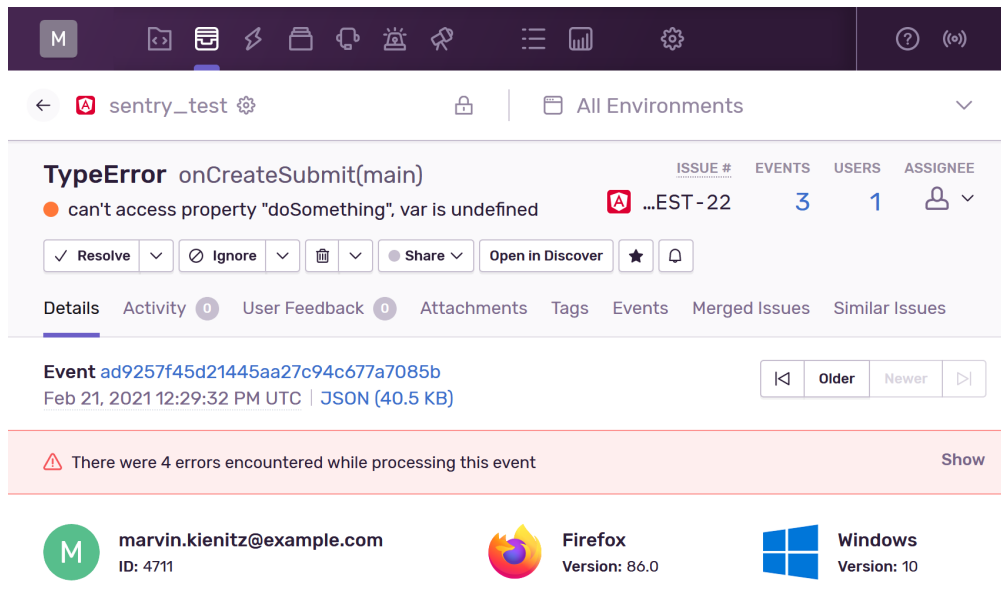 M
sentry_test
All Environments
TypeError onCreateSubmit(main)
can't access property "doSomething", var is undefined
ISSUE # EVENTS USERS ASSIGNEE
...EST-22 3 1
Resolve Ignore Share Open in Discover
Details Activity 0 User Feedback 0 Attachments Tags Events Merged Issues Similar Issues
Event ad9257f45d21445aa27c94c677a7085b
Feb 21, 2021 12:29:32 PM UTC JSON (40.5 KB)
Older Newer
There were 4 errors encountered while processing this event Show
M
marvin.kienitz@example.com
ID: 4711
Firefox
Version: 86.0
Windows
Version: 10